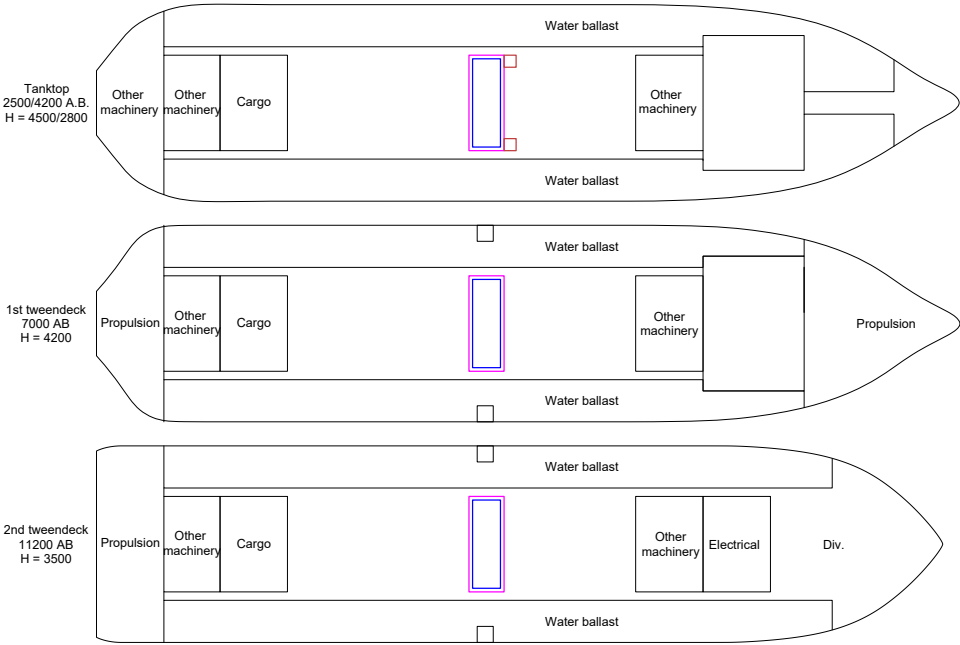 Water ballast
Tanktop
2500/4200 A.B.
H = 4500/2800
Other
machinery
Other
machinery
Cargo
Other
machinery
Water ballast
Water ballast
1st tweendeck
7000 AB
H = 4200
Propulsion
Other
machinery
Cargo
Other
machinery
Propulsion
Water ballast
Water ballast
2nd tweendeck
11200 AB
H = 3500
Propulsion
Other
machinery
Cargo
Other
machinery
Electrical
Div.
Water ballast